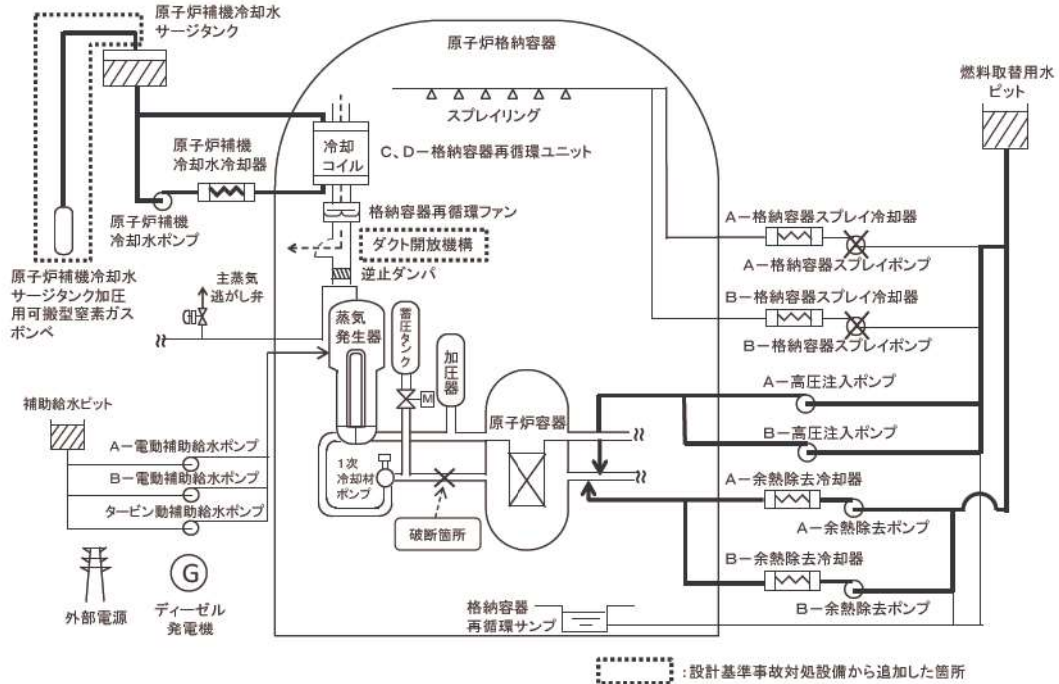 原子炉補機冷却水
サージタンク
原子炉格納容器
燃料取替用水
ピット
スプレイリング
原子炉補機
冷却水冷却器
冷却
コイル
C、D－格納容器再循環ユニット
原子炉補機
冷却水ポンプ
格納容器再循環ファン
ダクト開放機構
逆止ダンパ
A－格納容器スプレイ冷却器
A－格納容器スプレイポンプ
B－格納容器スプレイ冷却器
B－格納容器スプレイポンプ
原子炉補機冷却水
サージタンク加圧
用可搬型窒素ガス
ボンベ
主蒸気
逃がし弁
蒸気
発生器
蓄圧タンク
加圧器
M
原子炉容器
A－高圧注入ポンプ
B－高圧注入ポンプ
補助給水ピット
A－電動補助給水ポンプ
B－電動補助給水ポンプ
タービン動補助給水ポンプ
1次
冷却材
ポンプ
破断箇所
A－余熱除去冷却器
A－余熱除去ポンプ
B－余熱除去冷却器
B－余熱除去ポンプ
外部電源
G
ディーゼル
発電機
格納容器
再循環サンプ
：設計基準事故対処設備から追加した箇所